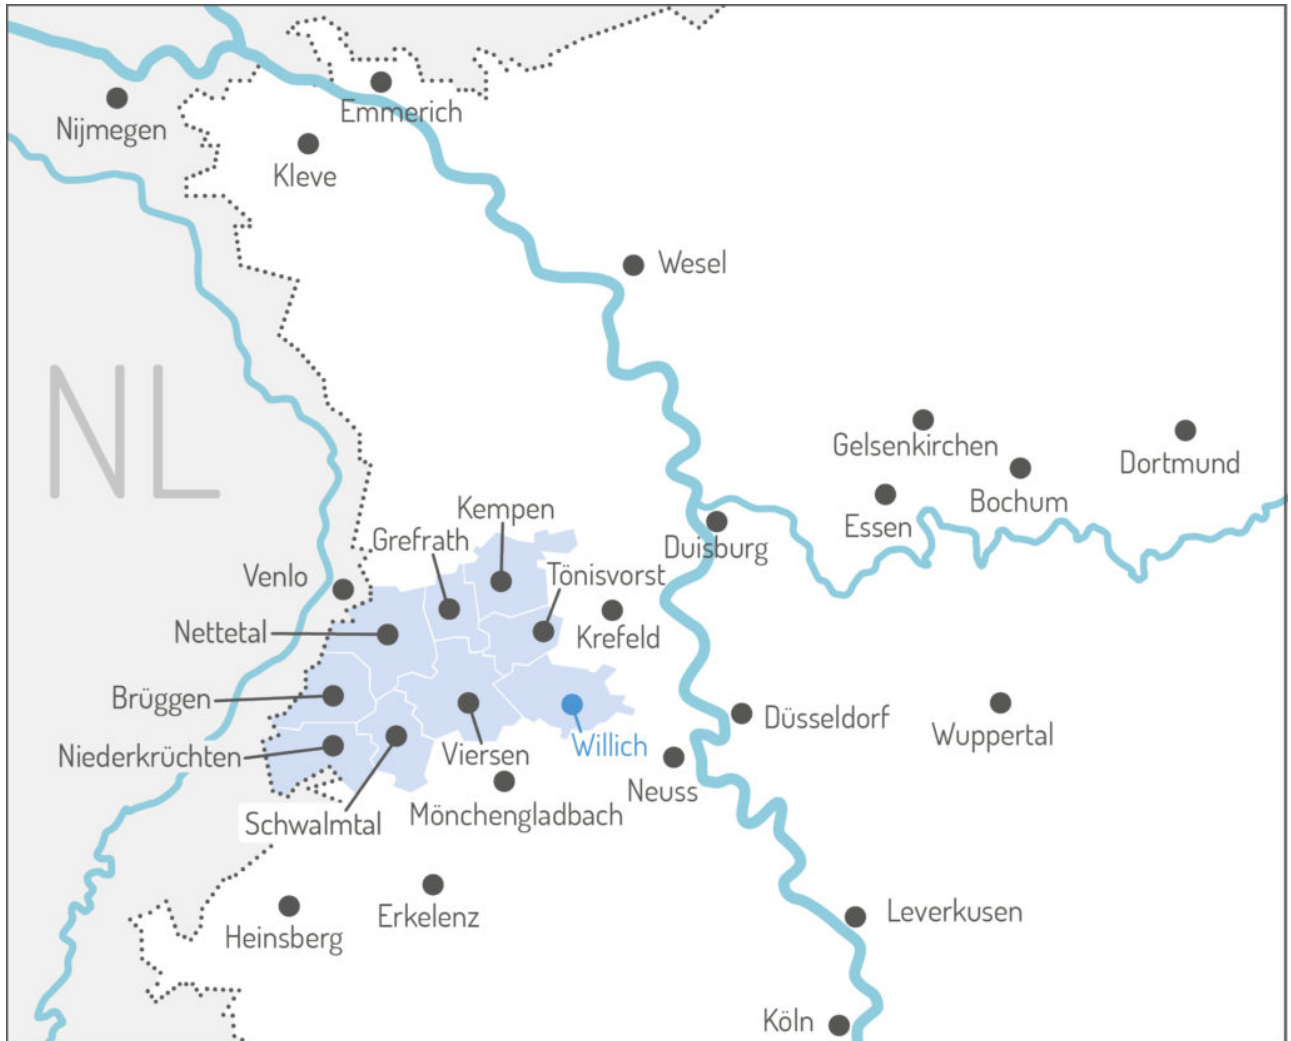 Nijmegen
Emmerich
Kleve
Wesel
NL
Gelsenkirchen
Dortmund
Bochum
Essen
Kempen
Grefrath
Duisburg
Venlo
Tönisvorst
Nettetal
Krefeld
Brüggen
Düsseldorf
Wuppertal
Niederkrüchten
Viersen
Willich
Neuss
Schwalmtal
Mönchengladbach
Erkelenz
Leverkusen
Heinsberg
Köln